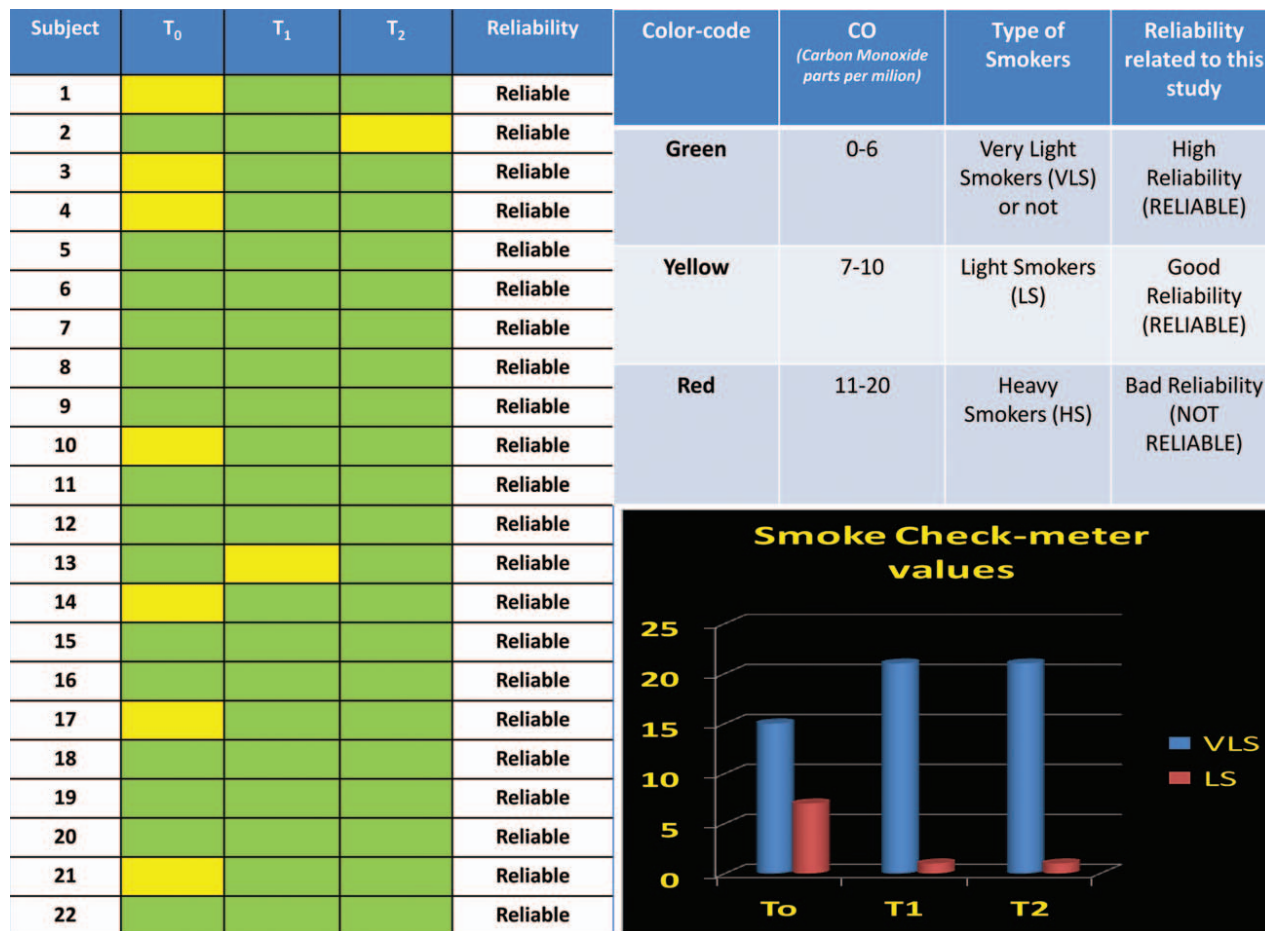 Subject T0 T1 T2 Reliability
1 Reliable
2 Reliable
3 Reliable
4 Reliable
5 Reliable
6 Reliable
7 Reliable
8 Reliable
9 Reliable
10 Reliable
11 Reliable
12 Reliable
13 Reliable
14 Reliable
15 Reliable
16 Reliable
17 Reliable
18 Reliable
19 Reliable
20 Reliable
21 Reliable
22 Reliable
Color-code CO Type of Reliability
(Carbon Monoxide Smokers related to this
parts per milion) study
Green 0-6 Very Light High
Smokers (VLS) Reliability
or not (RELIABLE)
Yellow 7-10 Light Smokers Good
(LS) Reliability
(RELIABLE)
Red 11-20 Heavy Bad Reliability
Smokers (HS) (NOT
RELIABLE)
Smoke Check-meter
values
25
20
15
10
5
0
To T1 T2
VLS
LS